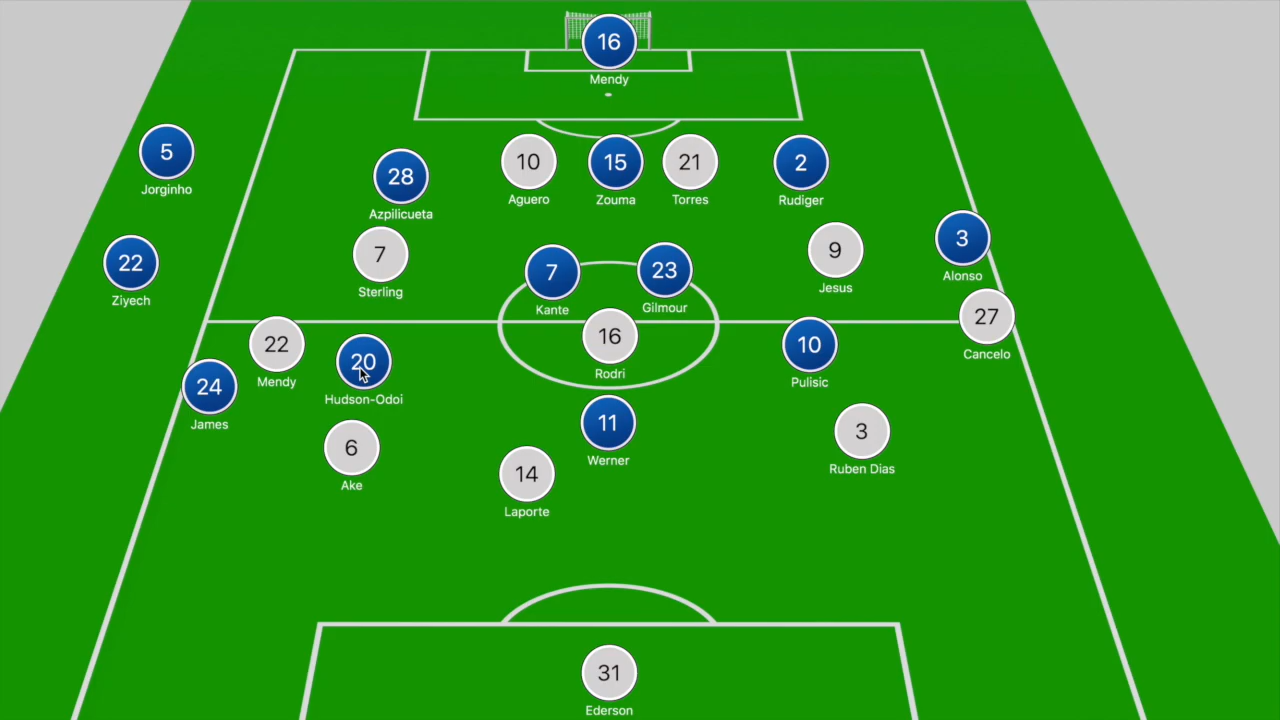 16
Mendy
5
Jorginho
28
Azpilicueta
10
Aguero
15
Zouma
21
Torres
2
Rudiger
22
Ziyech
7
Sterling
7
Kante
23
Gilmour
9
Jesus
3
Alonso
27
Cancelo
22
Mendy
16
Rodri
10
Pulisic
24
James
20
Hudson-Odoi
11
Werner
6
Ake
14
Laporte
3
Ruben Dias
31
Ederson